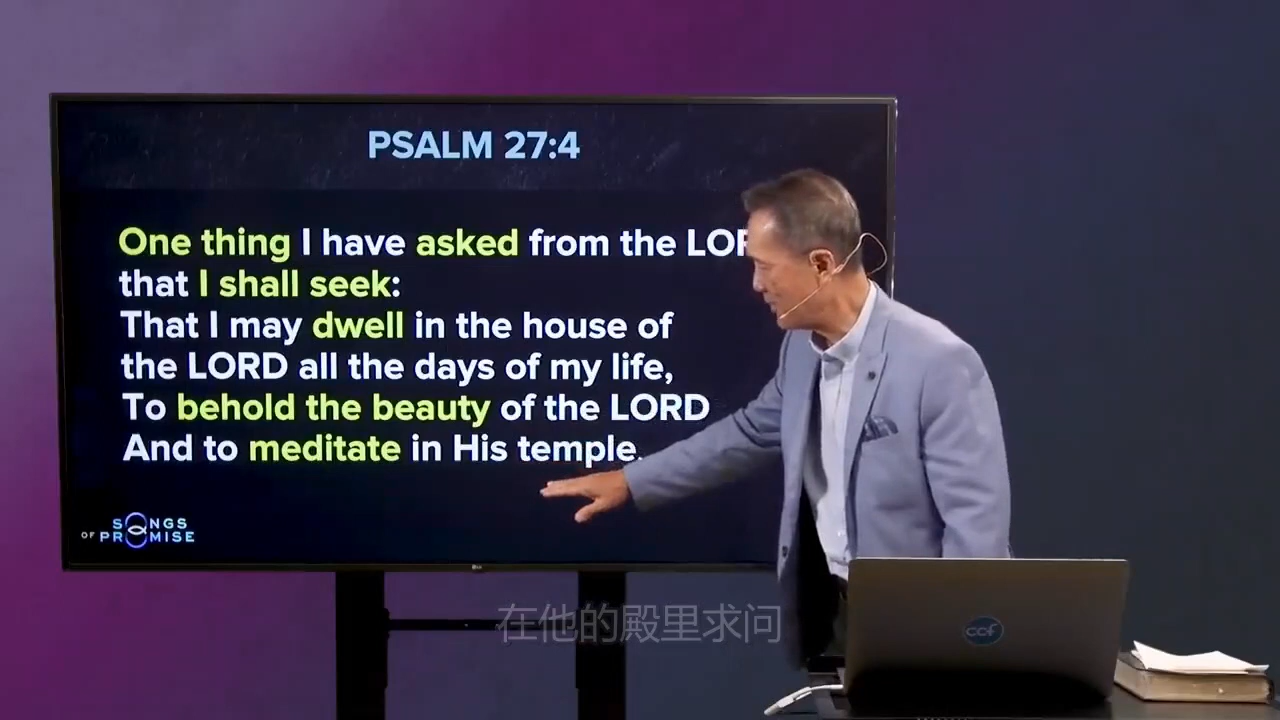 PSALM 27:4
One thing I have asked from the
that I shall seek:
That I may dwell in the house of
the LORD all the days of my life,
To behold the beauty of the LORD
And to meditate in His temple.
SONGS
OF PROMISE
LG
在他的殿里求问
ccf